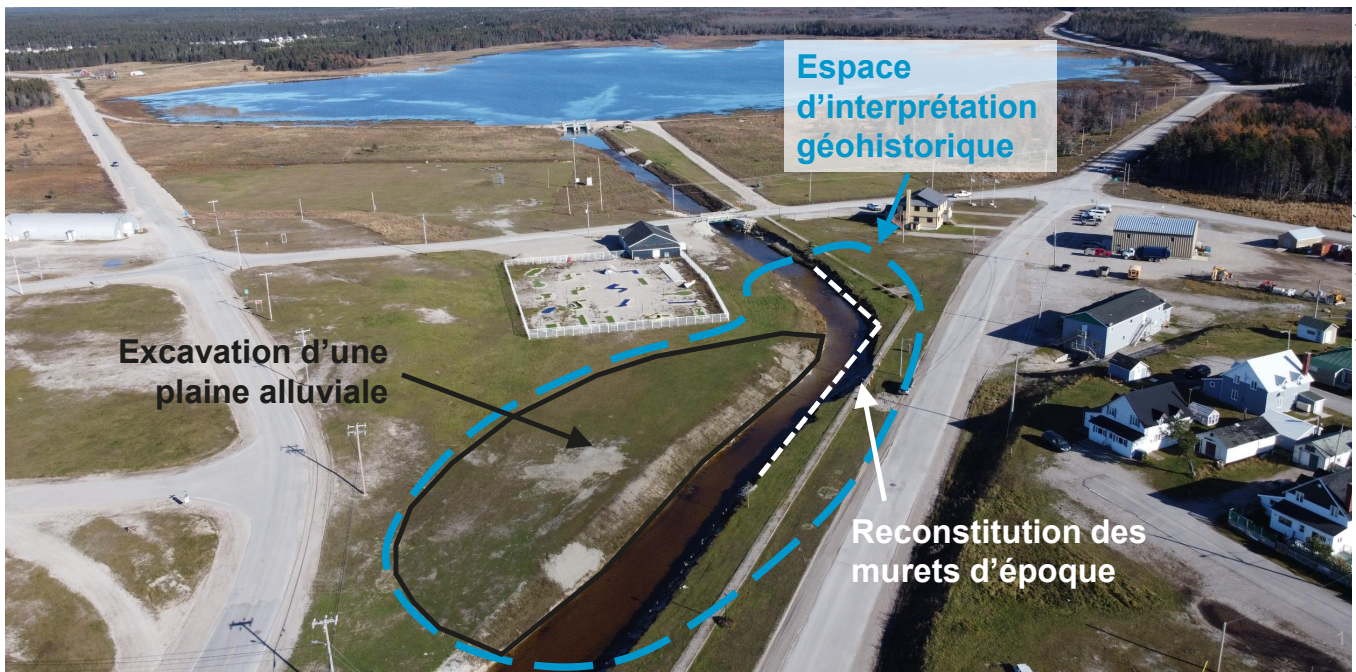 Espace
d’interprétation
géohistorique
Excavation d’une
plaine alluviale
Reconstitution des
murets d’époque